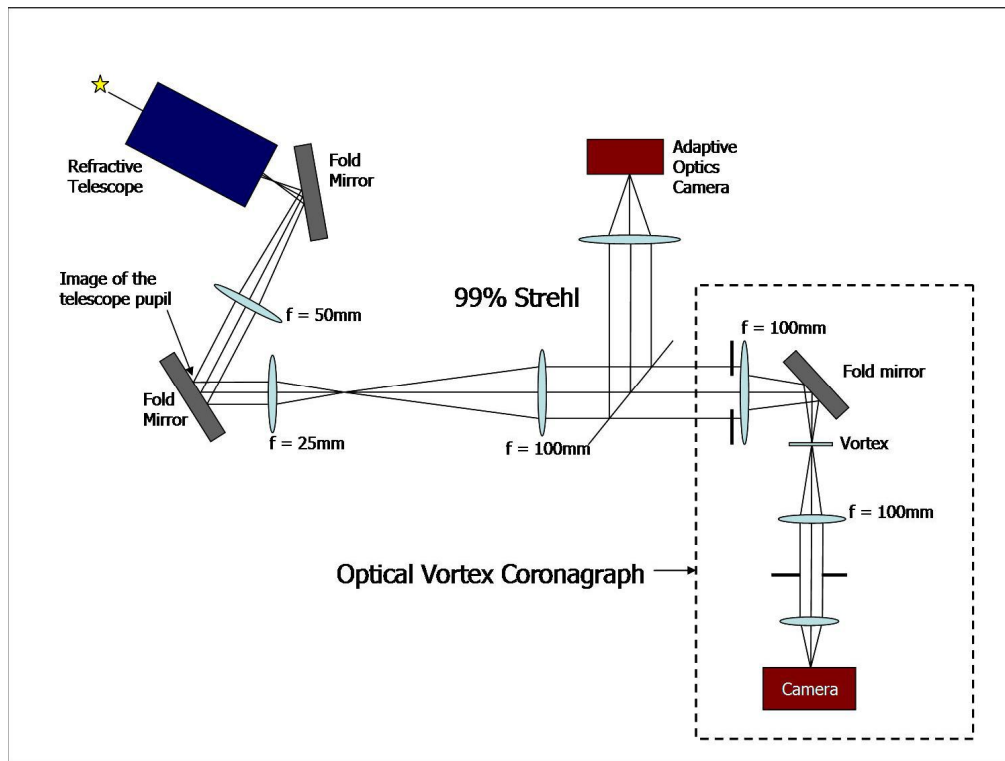 Refractive
Telescope
Fold
Mirror
Adaptive
Optics
Camera
Image of the
telescope pupil
f = 50mm
99% Strehl
f = 100mm
Fold mirror
Fold
Mirror
f = 25mm
f = 100mm
Vortex
f = 100mm
Optical Vortex Coronagraph
Camera